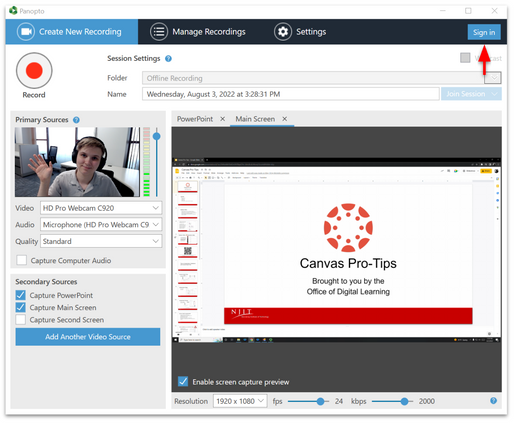 Panopto
Create New Recording
Manage Recordings
Settings
Sign in
Record
Session Settings
Folder
Offline Recording
Name
Wednesday, August 3, 2022 at 3:28:31 PM
Join Session
Primary Sources
Video
HD Pro Webcam C920
Audio
Microphone (HD Pro Webcam C9
Quality
Standard
Capture Computer Audio
Secondary Sources
Capture PowerPoint
Capture Main Screen
Capture Second Screen
Add Another Video Source
PowerPoint
Main Screen
Canvas Pro-Tips
Brought to you by the
Office of Digital Learning
NJIT
Enable screen capture preview
Resolution
1920 x 1080
fps
24
kbps
2000